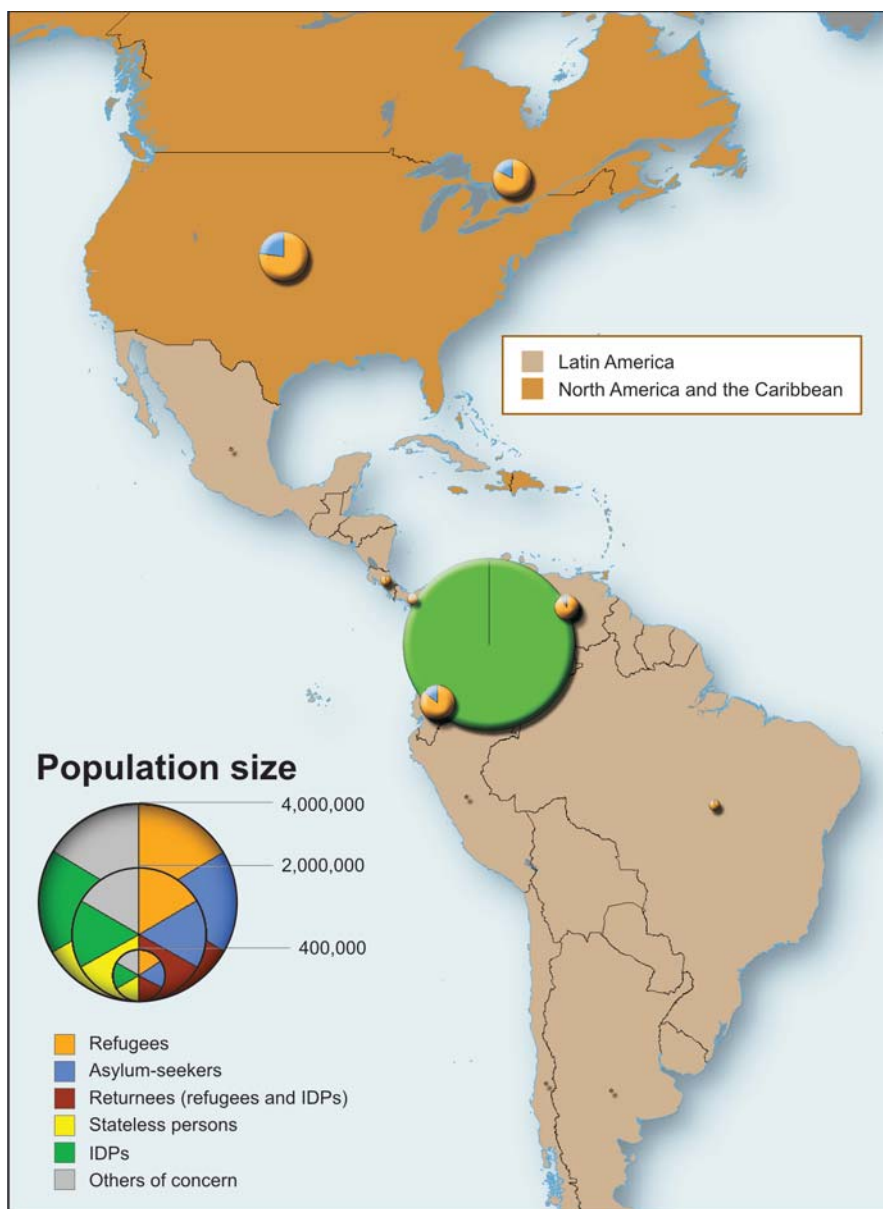 Latin America
North America and the Caribbean
Population size
4,000,000
2,000,000
400,000
Refugees
Asylum-seekers
Returnees (refugees and IDPs)
Stateless persons
IDPs
Others of concern